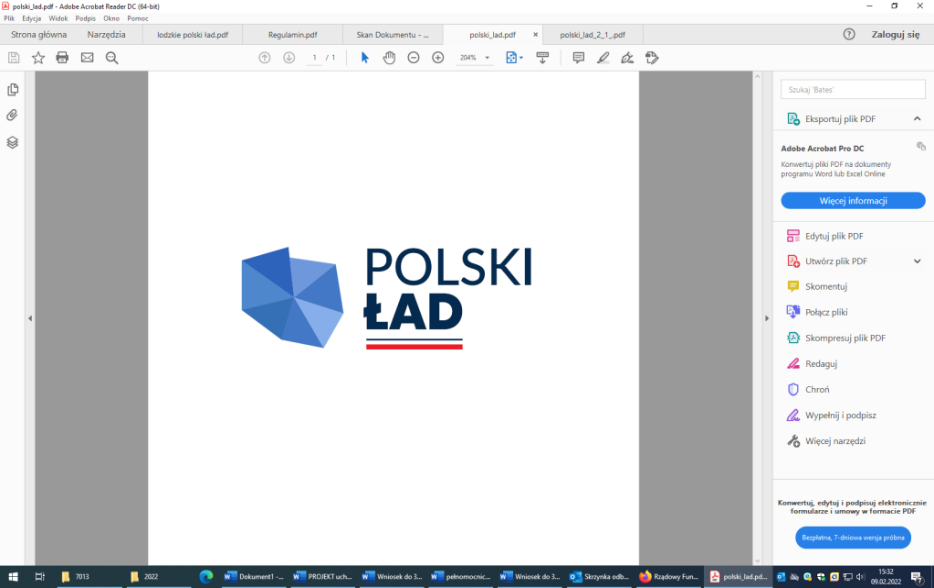 polski_lad.pdf - Adobe Acrobat Reader DC (64-bit)
Plik Edycja Widok Podpis Okno Pomoc
Strona główna Narzędzia lodzkie polski ład.pdf Regulamin.pdf Skan Dokumentu - ... polski_lad.pdf × polski_lad_2_1_.pdf Zaloguj się
1 / 1 204%
Szukaj 'Bates'
Eksportuj plik PDF
Adobe Acrobat Pro DC
Konwertuj pliki PDF na dokumenty
programu Word lub Excel Online
Więcej informacji
Edytuj plik PDF
Utwórz plik PDF
Skomentuj
Połącz pliki
Skompresuj plik PDF
Redaguj
Chroń
Wypełnij i podpisz
Więcej narzędzi
POLSKI
ŁAD
Konwertuj, edytuj i podpisuj elektronicznie
formularze i umowy w formacie PDF
Bezpłatna, 7-dniowa wersja próbna
7013 2022 Dokument1 -... PROJEKT uch... Wniosek do 3... pełnomocnic... Wniosek do 3... Skrzynka odb... Rządowy Fun... polski_lad.pd...
15:32
09.02.2022